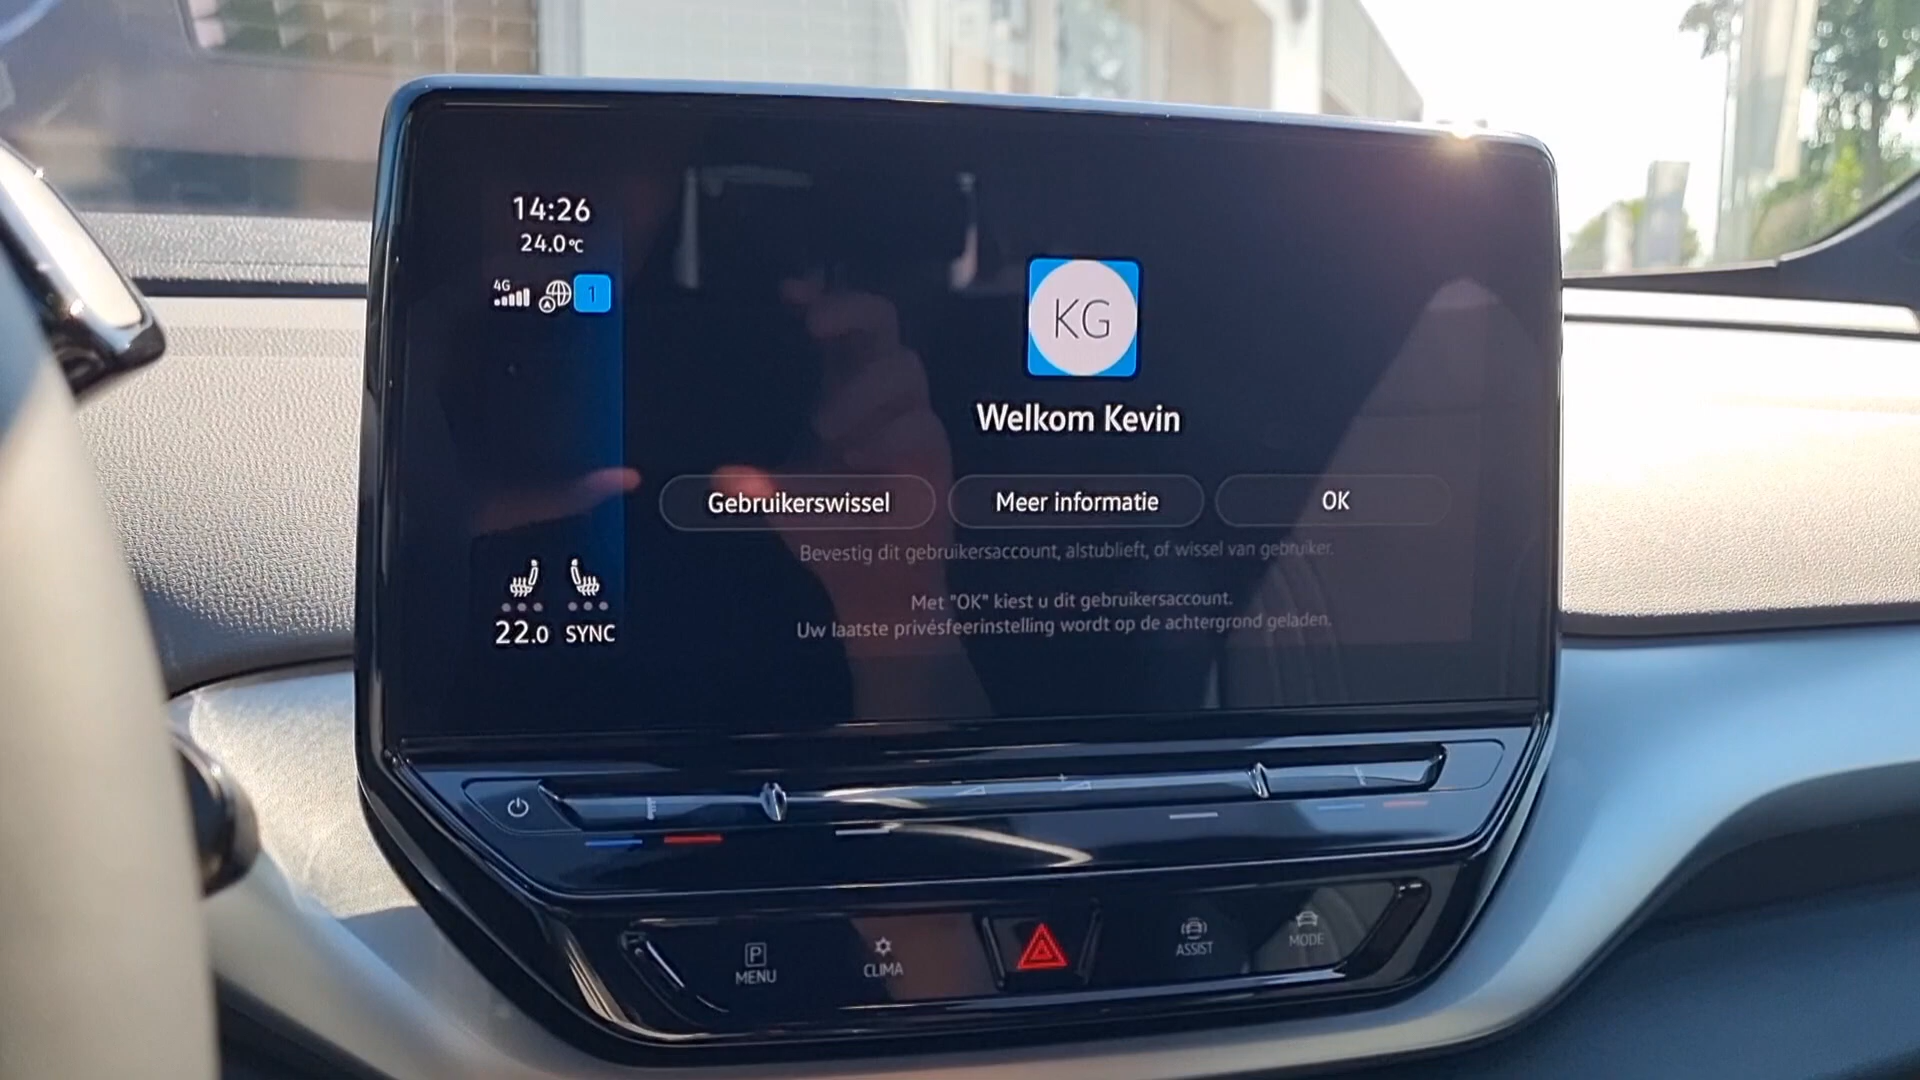 14:26
24.0°C
4G
1
KG
Welkom Kevin
Gebruikerswissel
Meer informatie
OK
Bevestig dit gebruikersaccount, alstublieft, of wissel van gebruiker.
Met "OK" kiest u dit gebruikersaccount.
Uw laatste privésfeerinstelling wordt op de achtergrond geladen.
22.0 SYNC
P
MENU
CLIMA
ASSIST
MODE